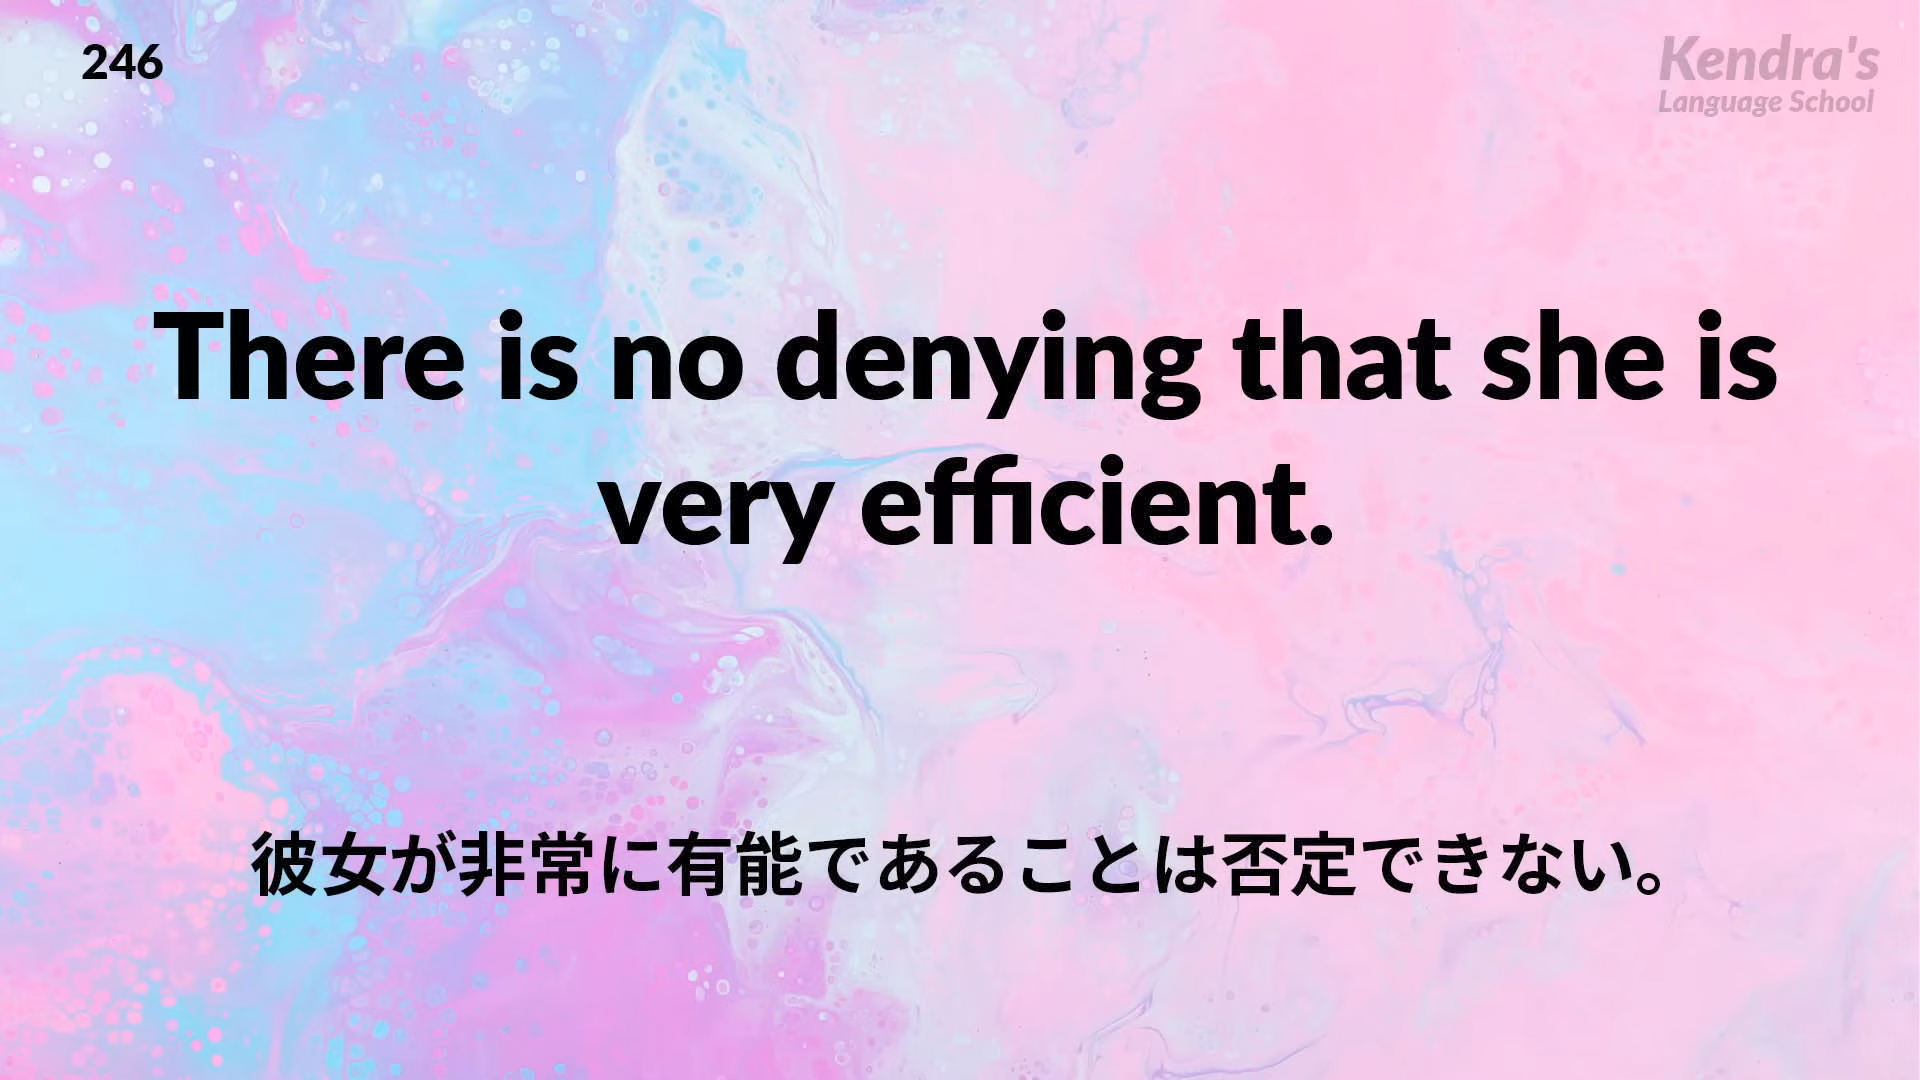 246
Kendra's
Language School
There is no denying that she is
very efficient.
彼女が非常に有能であることは否定できない。